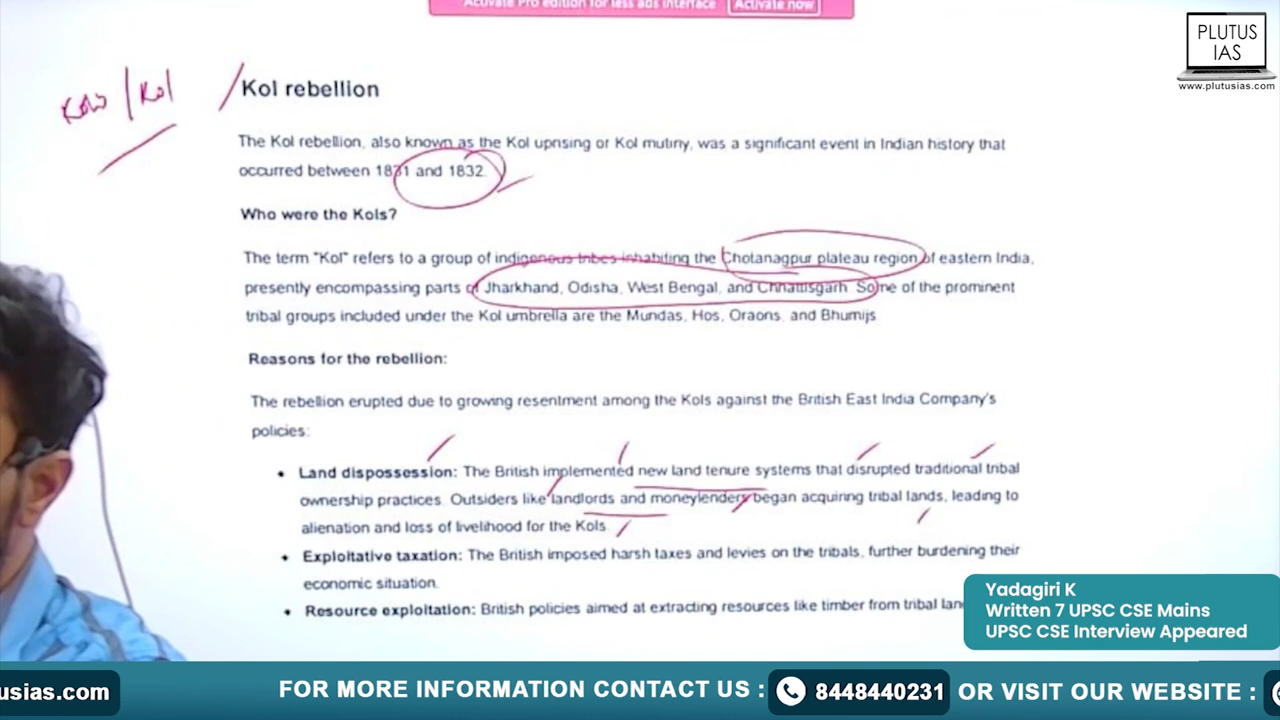 Activate Pro edition for less ads interface Activate now
PLUTUS
IAS
www.plutusias.com
/ Kol
Kol rebellion
The Kol rebellion, also known as the Kol uprising or Kol mutiny, was a significant event in Indian history that
occurred between 1831 and 1832.
Who were the Kols?
The term "Kol" refers to a group of indigenous tribes inhabiting the Chotanagpur plateau region of eastern India,
presently encompassing parts of Jharkhand, Odisha, West Bengal, and Chhattisgarh. Some of the prominent
tribal groups included under the Kol umbrella are the Mundas, Hos, Oraons, and Bhumijs
Reasons for the rebellion:
The rebellion erupted due to growing resentment among the Kols against the British East India Company's
policies:
• Land dispossession: The British implemented new land tenure systems that disrupted traditional tribal
ownership practices. Outsiders like landlords and moneylenders began acquiring tribal lands, leading to
alienation and loss of livelihood for the Kols.
• Exploitative taxation: The British imposed harsh taxes and levies on the tribals, further burdening their
economic situation.
• Resource exploitation: British policies aimed at extracting resources like timber from tribal lan
Yadagiri K
Written 7 UPSC CSE Mains
UPSC CSE Interview Appeared
usias.com FOR MORE INFORMATION CONTACT US : 8448440231 OR VISIT OUR WEBSITE :